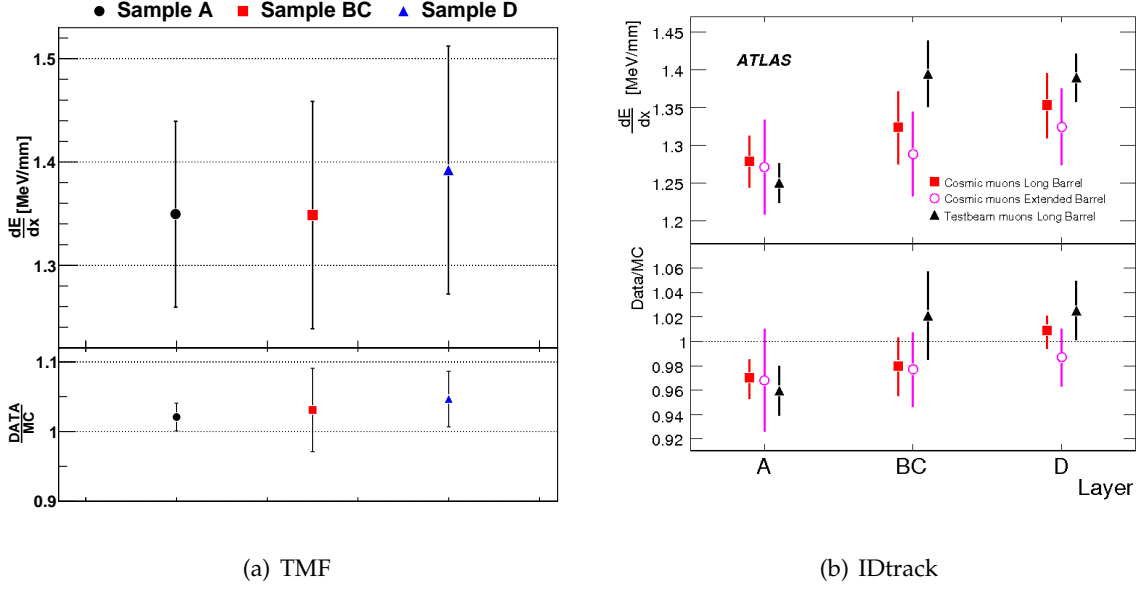 Sample A Sample BC Sample D
1.5
1.4
1.3
dE
dx [MeV/mm]
1.1
1
0.9
DATA
MC
(a) TMF
1.45
1.4
1.35
1.3
1.25
1.2
dE
dx [MeV/mm]
ATLAS
Cosmic muons Long Barrel
Cosmic muons Extended Barrel
Testbeam muons Long Barrel
1.06
1.04
1.02
1
0.98
0.96
0.94
0.92
Data/MC
A BC D
Layer
(b) IDtrack